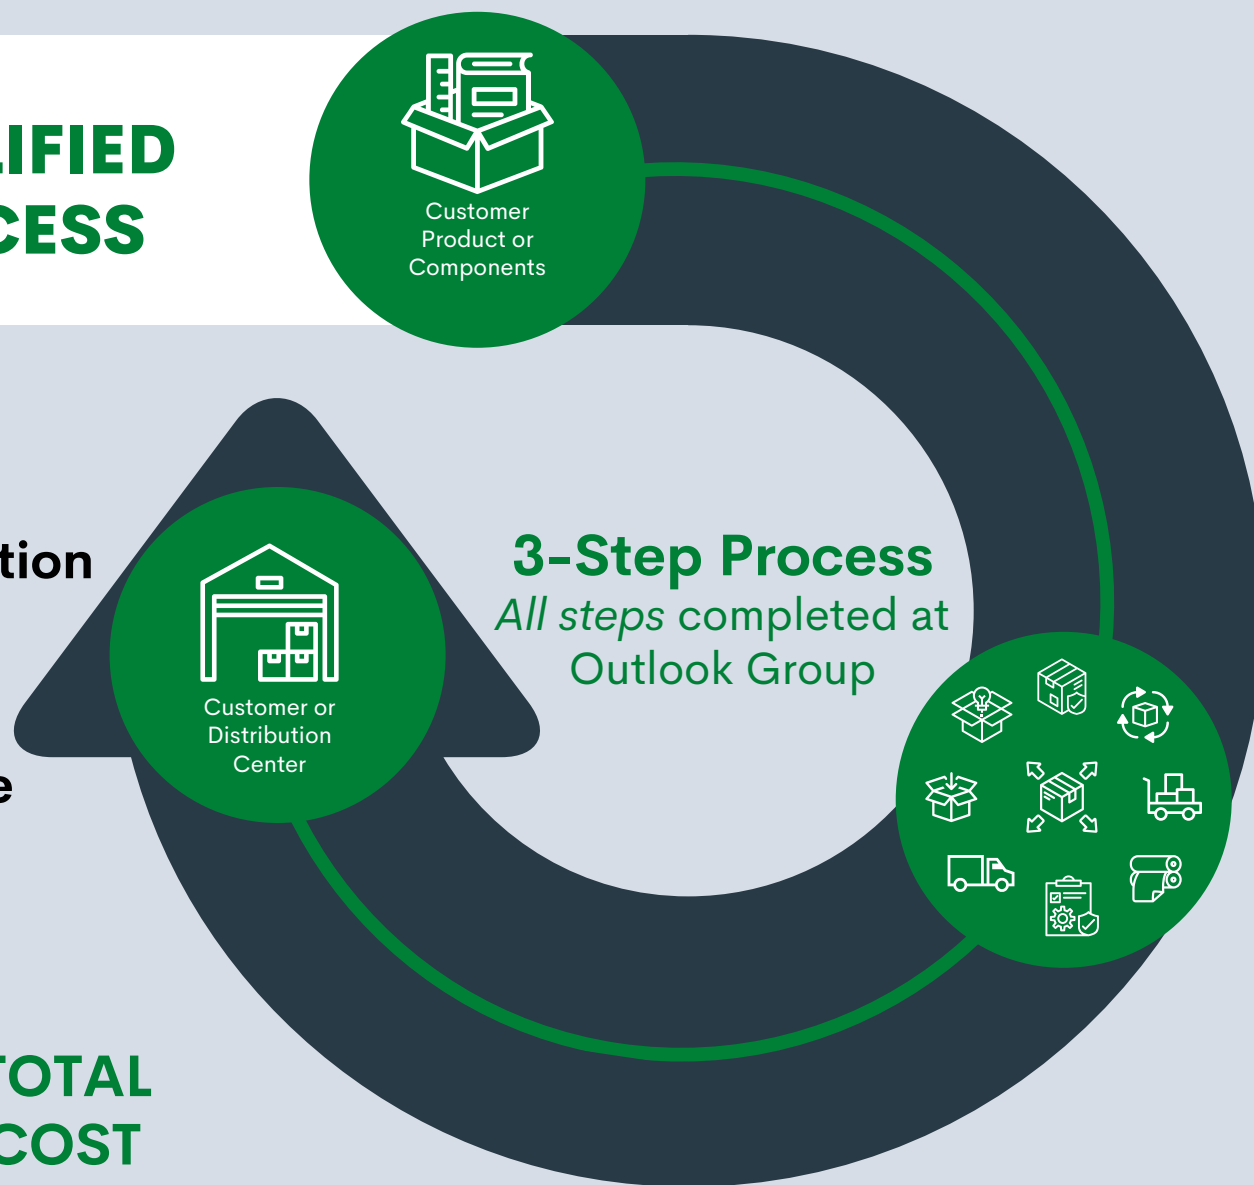 LIFIED
CESS
Customer
Product or
Components
tion
3-Step Process
All steps completed at
Outlook Group
Customer or
Distribution
Center
e
TOTAL
COST